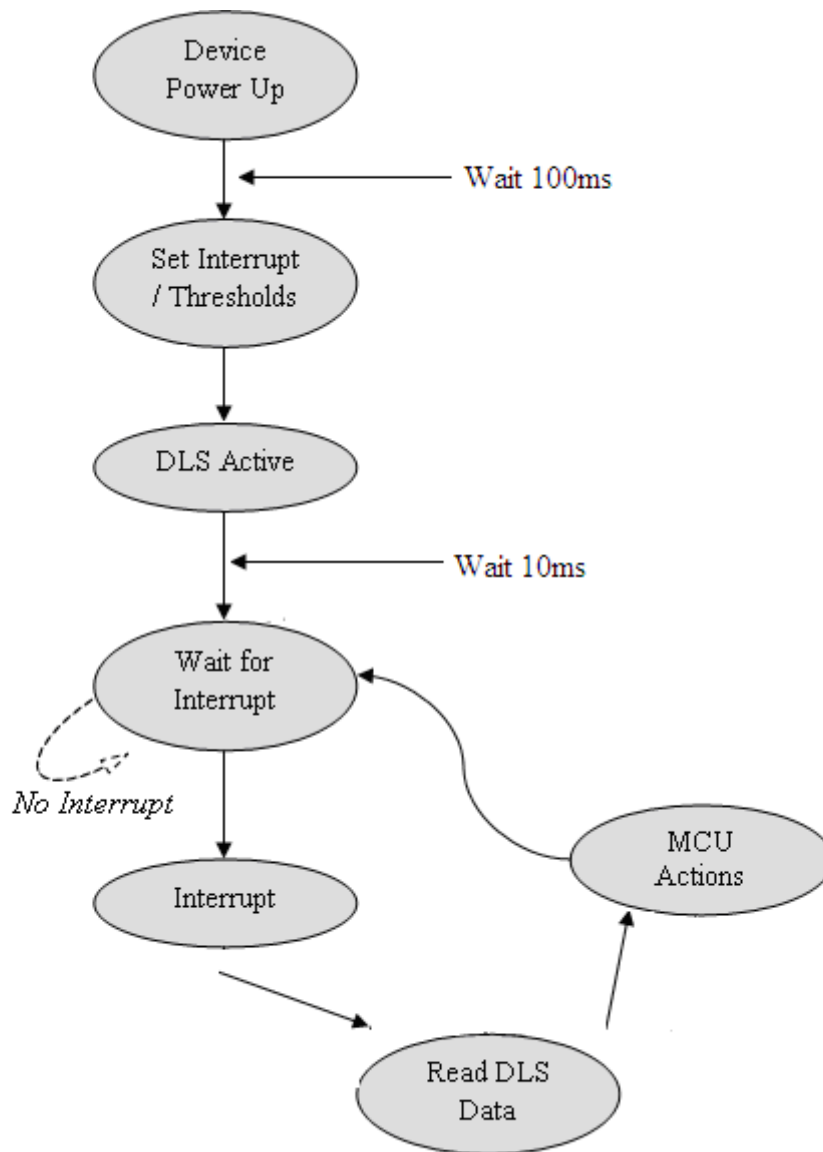 Device
Power Up
Wait 100ms
Set Interrupt
/ Thresholds
DLS Active
Wait 10ms
Wait for
Interrupt
No Interrupt
MCU
Actions
Interrupt
Read DLS
Data